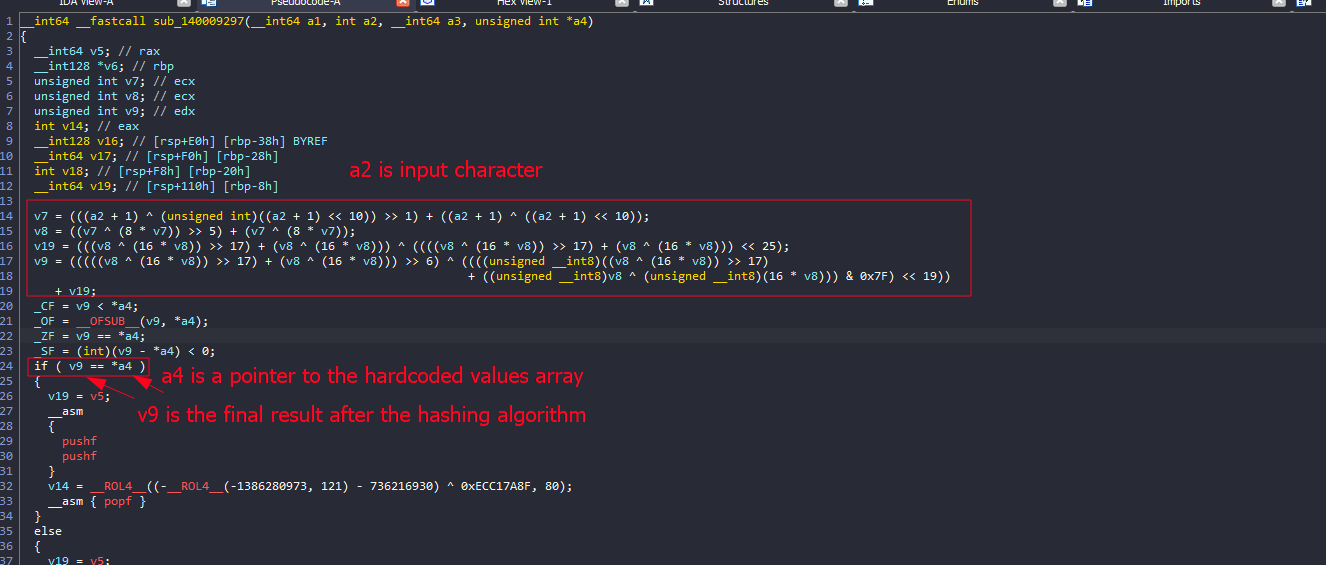 IDA View-A Pseudocode-A Hex View-1 Structures Enums Imports
1 __int64 __fastcall sub_140009297(__int64 a1, int a2, __int64 a3, unsigned int *a4)
2 {
3 __int64 v5; // rax
4 __int128 *v6; // rbp
5 unsigned int v7; // ecx
6 unsigned int v8; // ecx
7 unsigned int v9; // edx
8 int v14; // eax
9 __int128 v16; // [rsp+E0h] [rbp-38h] BYREF
10 __int64 v17; // [rsp+F0h] [rbp-28h]
11 int v18; // [rsp+F8h] [rbp-20h]
a2 is input character
12 __int64 v19; // [rsp+110h] [rbp-8h]
13
14 v7 = (((a2 + 1) ^ (unsigned int)((a2 + 1) << 10)) >> 1) + ((a2 + 1) ^ ((a2 + 1) << 10));
15 v8 = ((v7 ^ (8 * v7)) >> 5) + (v7 ^ (8 * v7));
16 v19 = (((v8 ^ (16 * v8)) >> 17) + (v8 ^ (16 * v8))) ^ ((((v8 ^ (16 * v8)) >> 17) + (v8 ^ (16 * v8))) << 25);
17 v9 = (((((v8 ^ (16 * v8)) >> 17) + (v8 ^ (16 * v8))) >> 6) ^ ((((unsigned __int8)((v8 ^ (16 * v8)) >> 17)
18 + ((unsigned __int8)v8 ^ (unsigned __int8)(16 * v8))) & 0x7F) << 19))
19 + v19;
20 _CF = v9 < *a4;
21 _OF = __OFSUB__(v9, *a4);
22 _ZF = v9 == *a4;
23 _SF = (int)(v9 - *a4) < 0;
24 if ( v9 == *a4 )
a4 is a pointer to the hardcoded values array
25 {
26 v19 = v5;
v9 is the final result after the hashing algorithm
27 __asm
28 {
29 pushf
30 pushf
31 }
32 v14 = __ROL4__((-__ROL4__(-1386280973, 121) - 736216930) ^ 0xECC17A8F, 80);
33 __asm { popf }
34 }
35 else
36 {
37 v19 = v5;